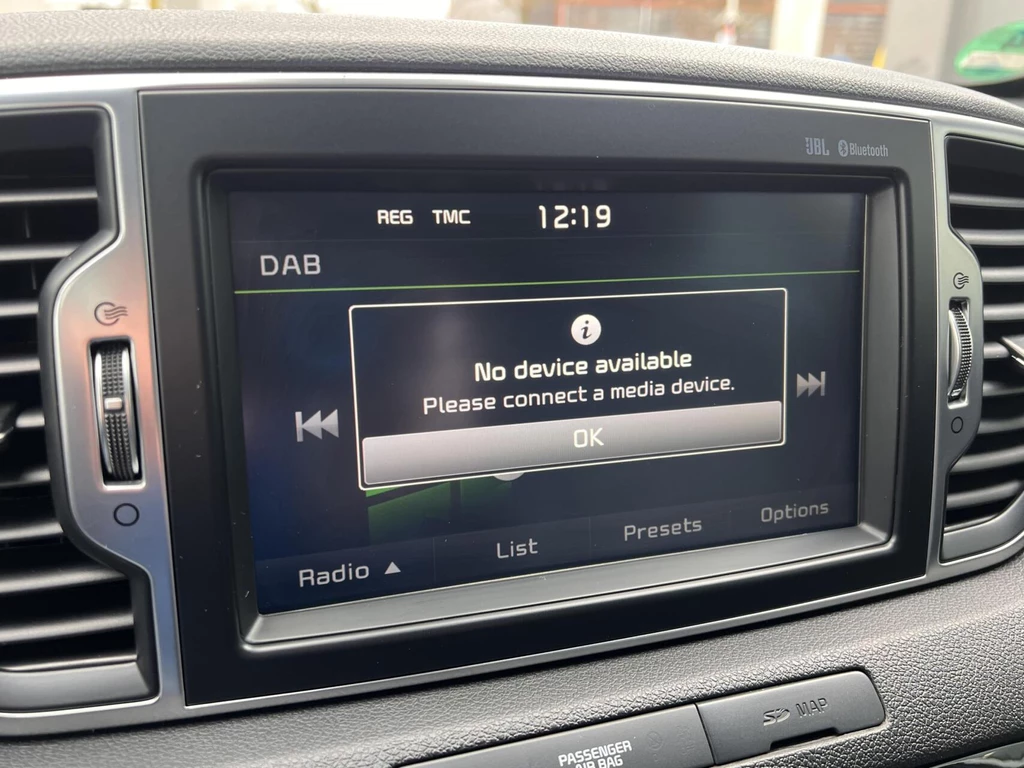 JBL Bluetooth
REG TMC 12:19
DAB
i
No device available
Please connect a media device.
OK
Radio List Presets Options
SD MAP
PASSENGER
AIR BAG